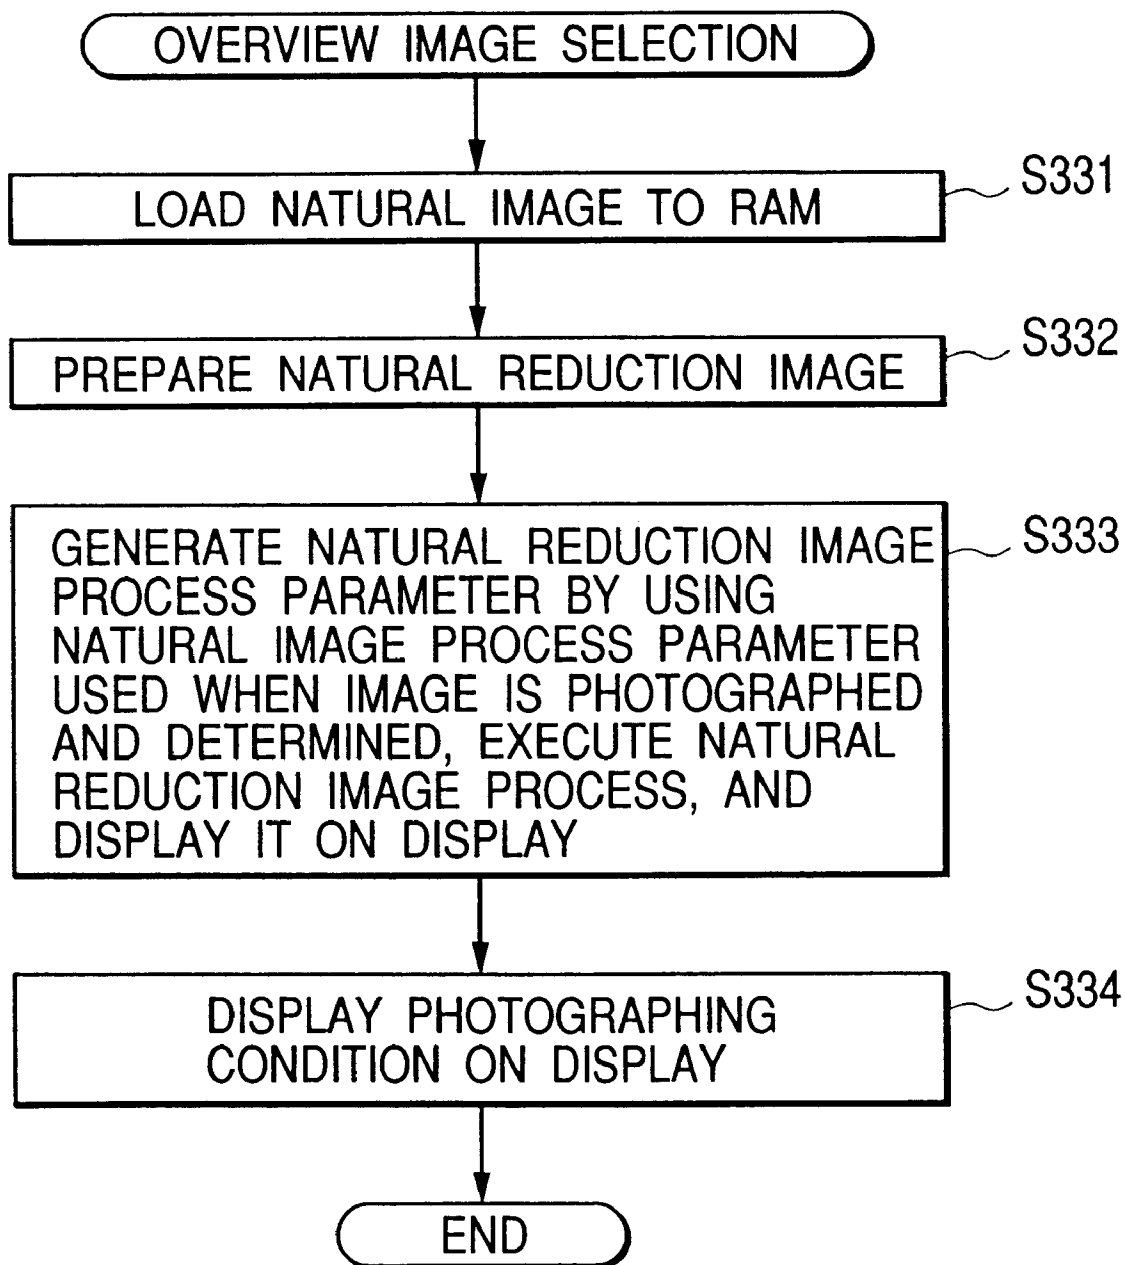 OVERVIEW IMAGE SELECTION
S331
LOAD NATURAL IMAGE TO RAM
S332
PREPARE NATURAL REDUCTION IMAGE
S333
GENERATE NATURAL REDUCTION IMAGE
PROCESS PARAMETER BY USING
NATURAL IMAGE PROCESS PARAMETER
USED WHEN IMAGE IS PHOTOGRAPHED
AND DETERMINED, EXECUTE NATURAL
REDUCTION IMAGE PROCESS, AND
DISPLAY IT ON DISPLAY
S334
DISPLAY PHOTOGRAPHING
CONDITION ON DISPLAY
END